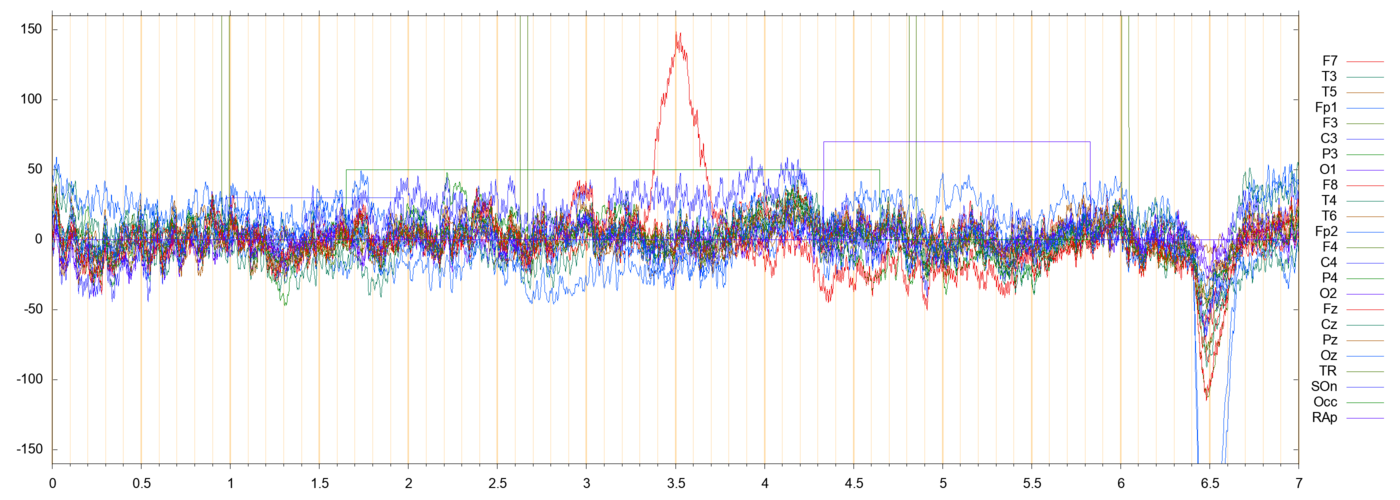 150
100
50
0
-50
-100
-150
0 0.5 1 1.5 2 2.5 3 3.5 4 4.5 5 5.5 6 6.5 7
F7
T3
T5
Fp1
F3
C3
P3
O1
F8
T4
T6
Fp2
F4
C4
P4
O2
Fz
Cz
Pz
Oz
TR
SOn
Occ
RAp